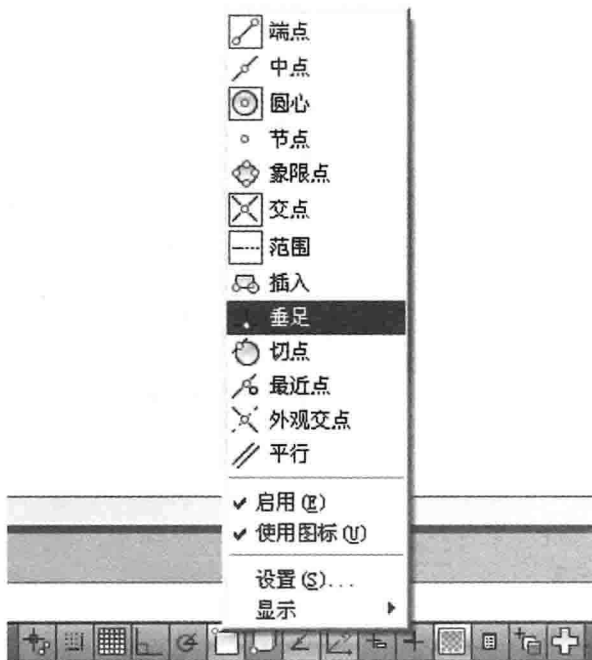 端点
中点
圆心
节点
象限点
交点
范围
插入
垂足
切点
最近点
外观交点
平行
启用(E)
使用图标(U)
设置(S)...
显示